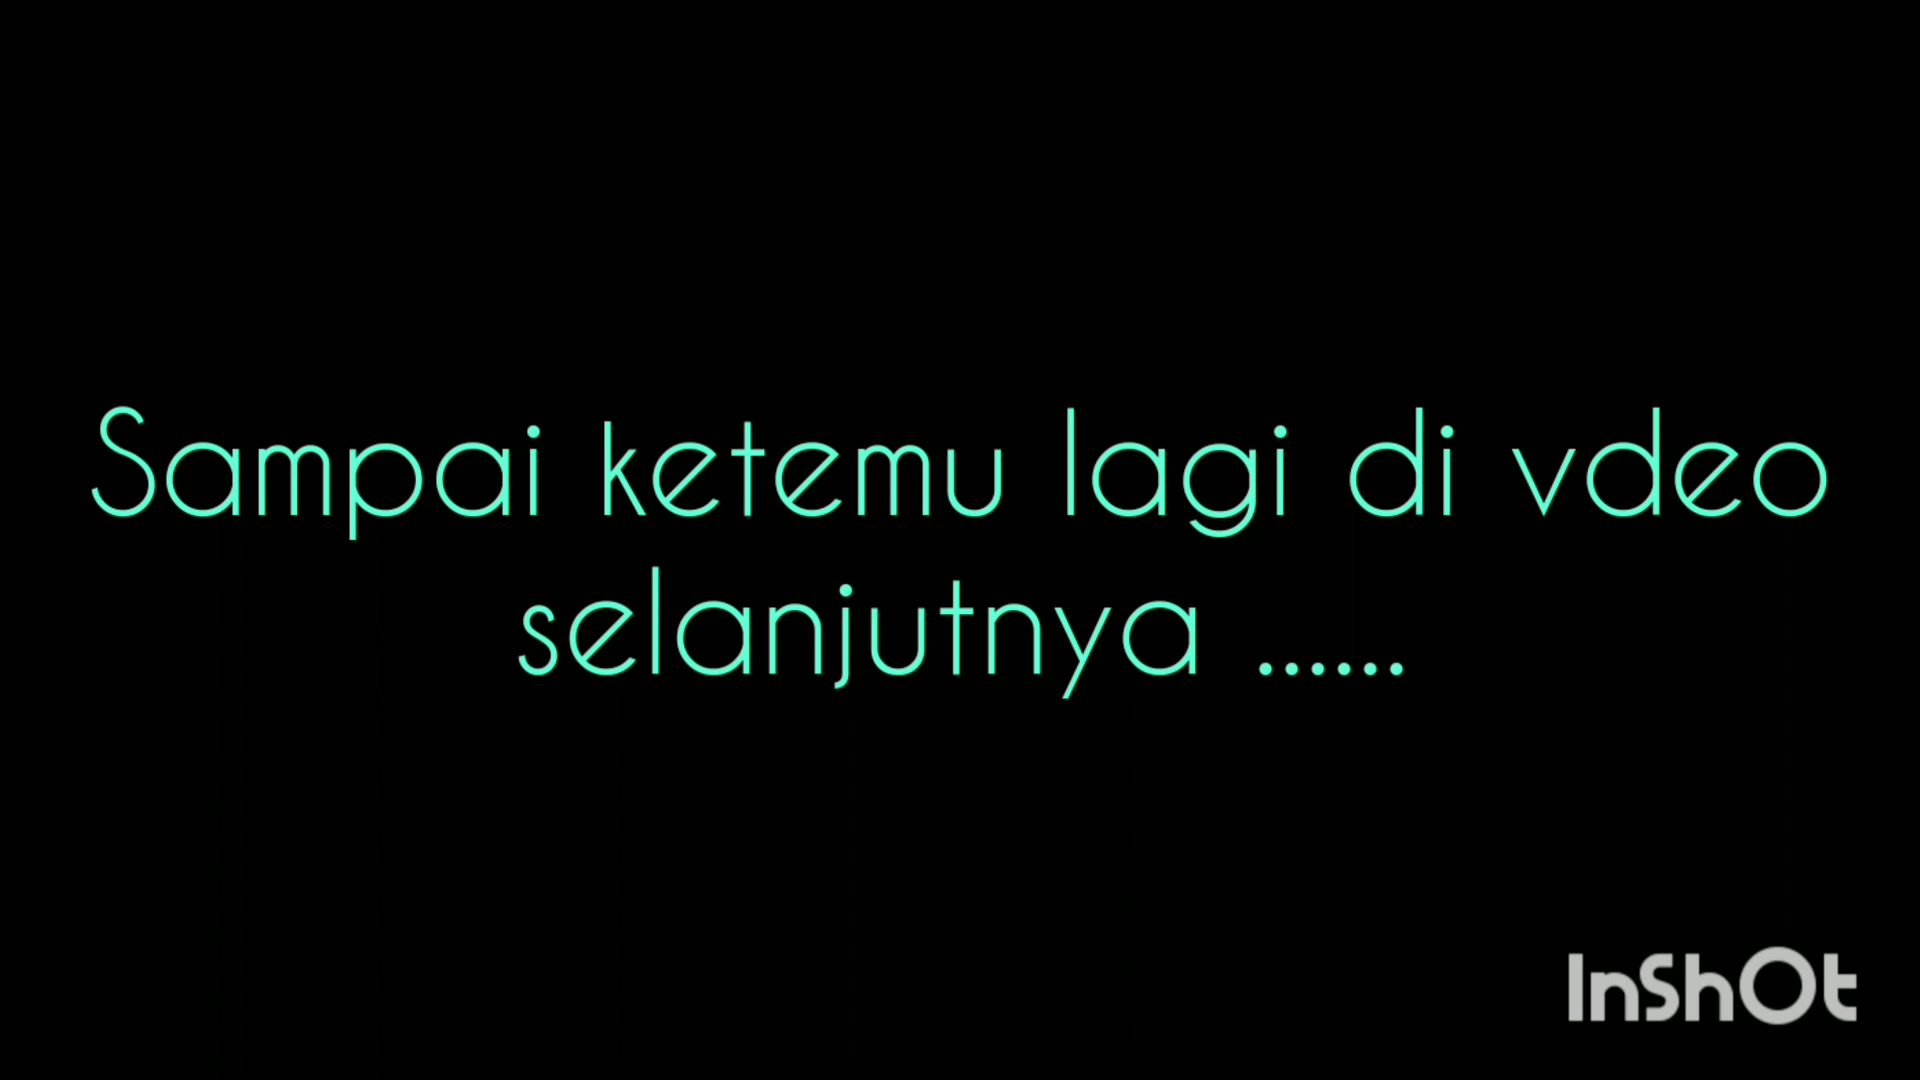 Sampai ketemu lagi di vdeo
selanjutnya ......
InShOt